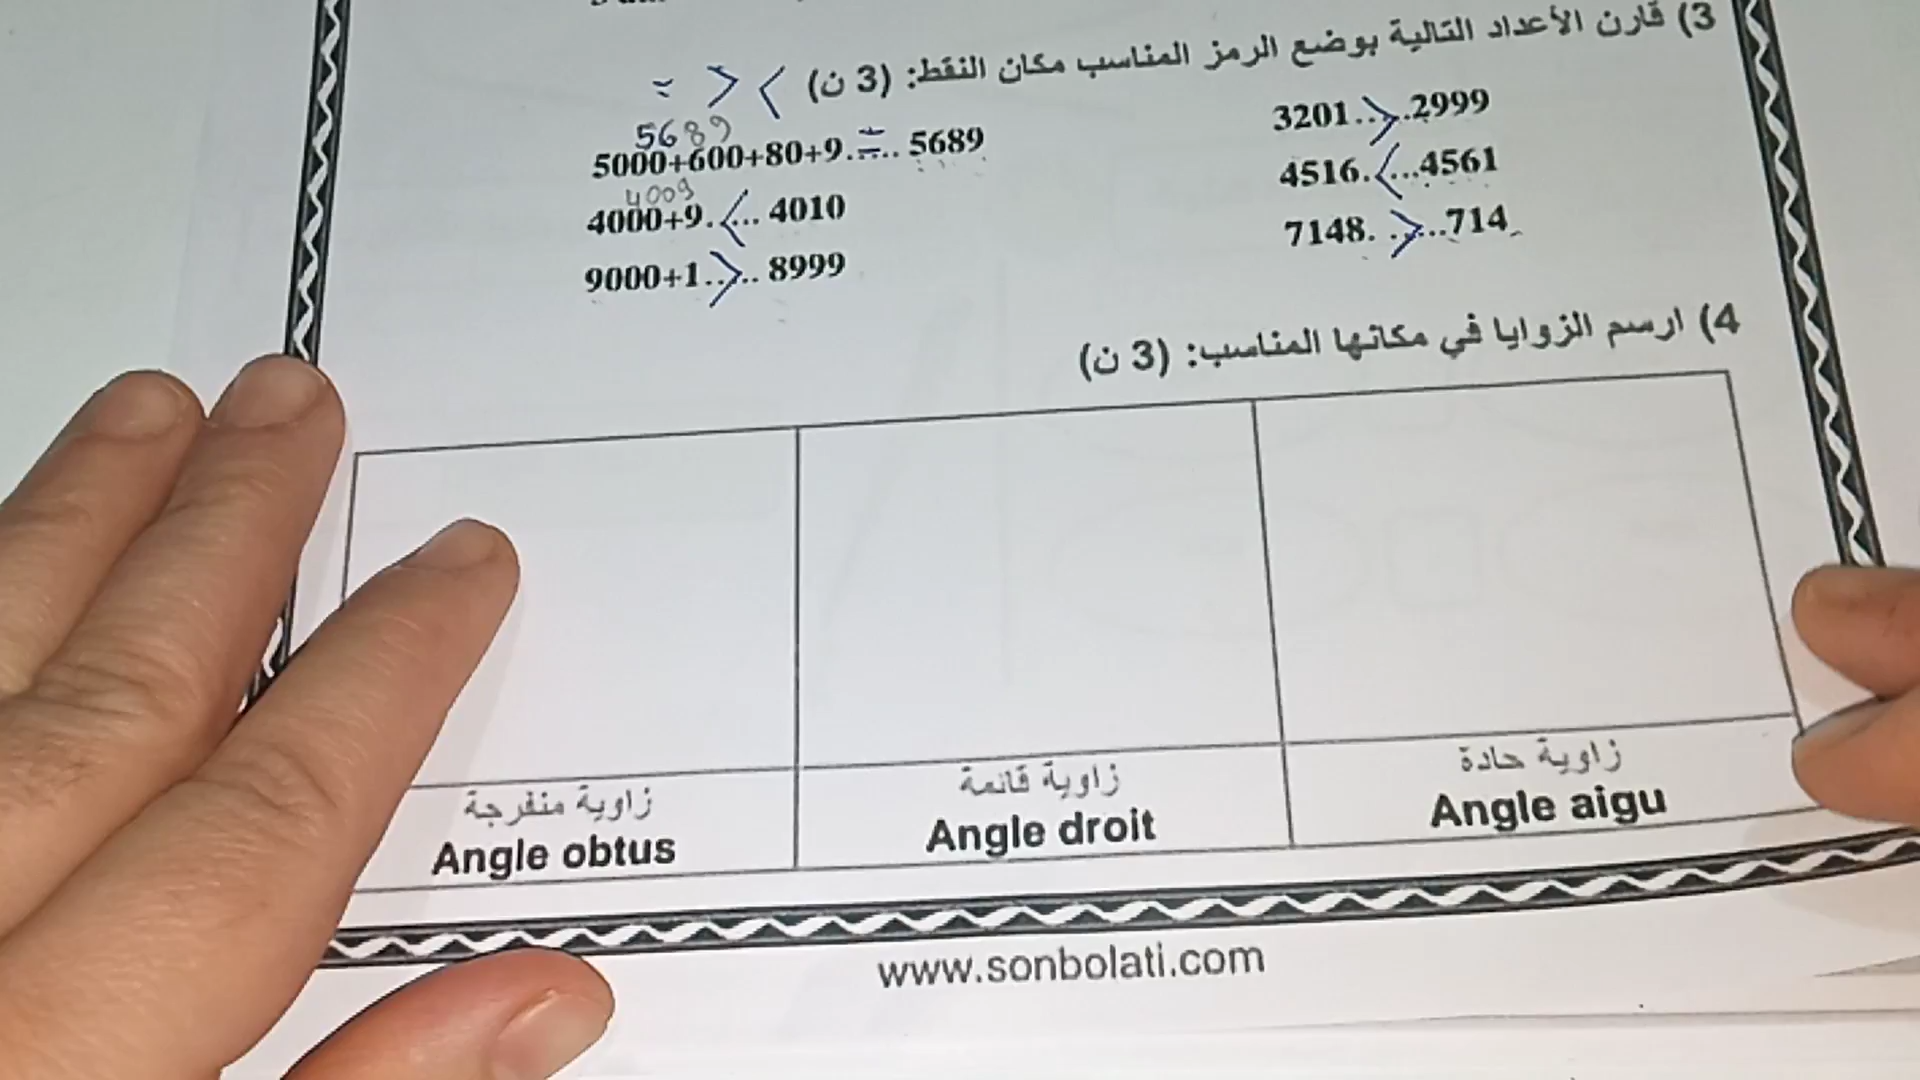 3) قارن الأعداد التالية بوضع الرمز المناسب مكان النقط: (3 ن) < > =
3201..>..2999
4516.<...4561
7148. .>...714
5689
5000+600+80+9.=... 5689
4009
4000+9.<... 4010
9000+1..>.. 8999
4) ارسم الزوايا في مكانها المناسب: (3 ن)
زاوية حادة
Angle aigu
زاوية قائمة
Angle droit
زاوية منفرجة
Angle obtus
www.sonbolati.com